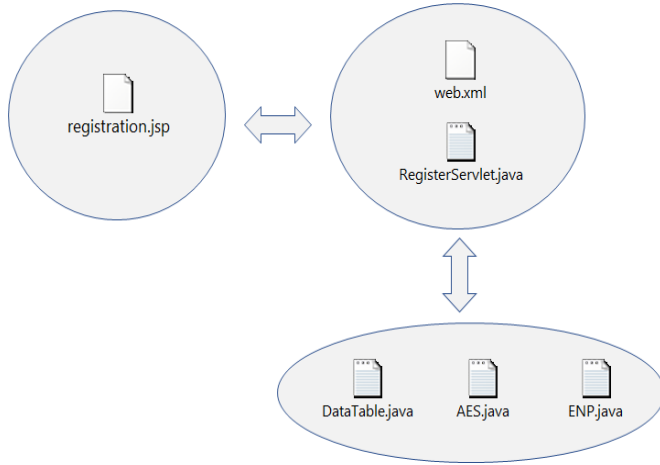 registration.jsp
web.xml
RegisterServlet.java
DataTable.java
AES.java
ENP.java